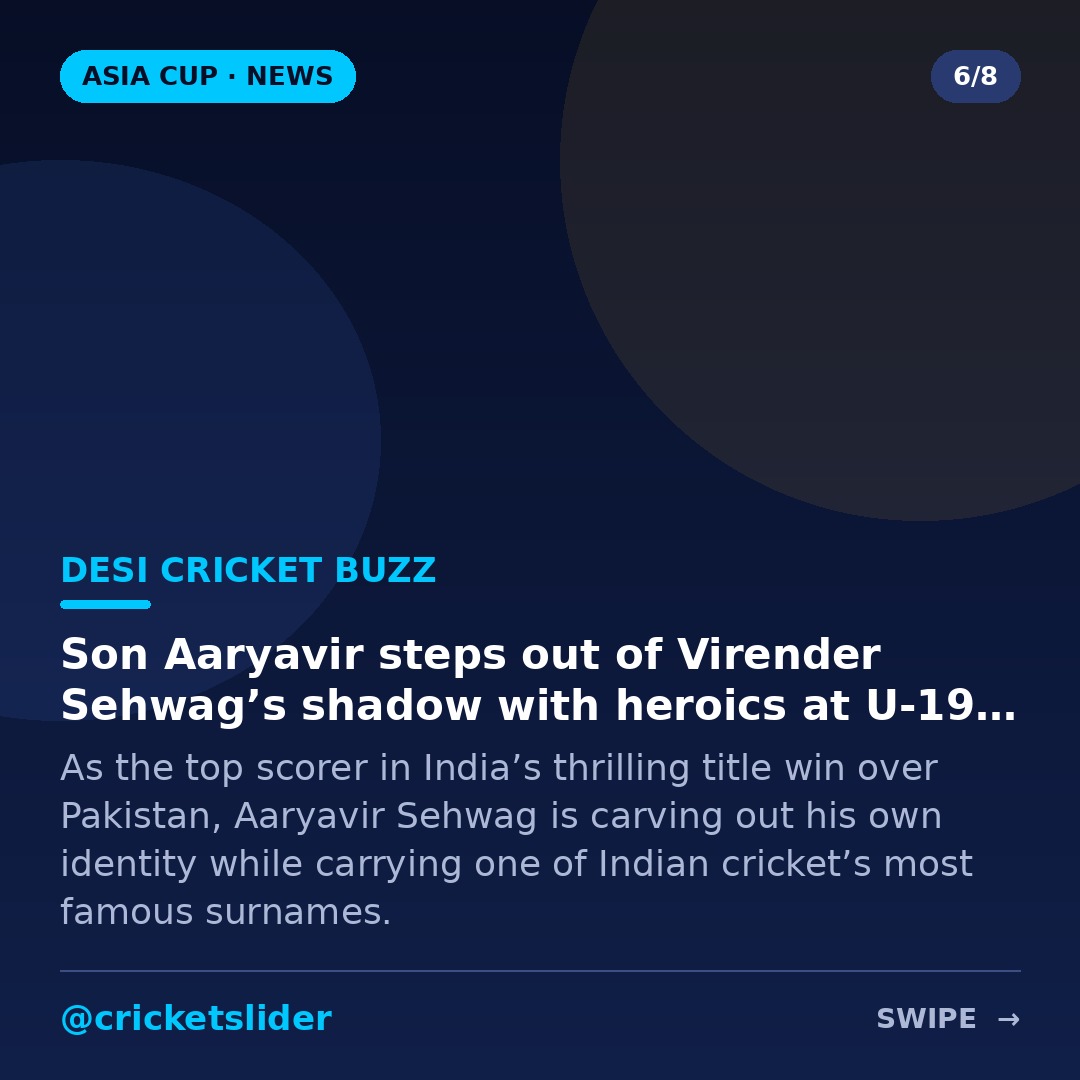 ASIA CUP · NEWS
6/8
DESI CRICKET BUZZ
Son Aaryavir steps out of Virender
Sehwag’s shadow with heroics at U-19…
As the top scorer in India’s thrilling title win over
Pakistan, Aaryavir Sehwag is carving out his own
identity while carrying one of Indian cricket’s most
famous surnames.
@cricketslider
SWIPE →